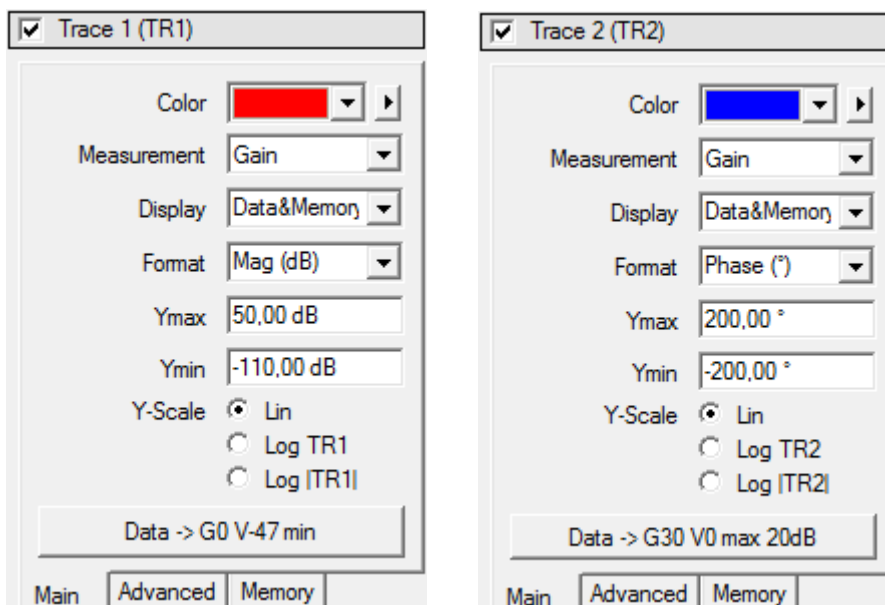 Trace 1 (TR1)
Color
Measurement Gain
Display Data&Memory
Format Mag (dB)
Ymax 50,00 dB
Ymin -110,00 dB
Y-Scale Lin
Log TR1
Log |TR1|
Data -> G0 V-47 min
Main Advanced Memory
Trace 2 (TR2)
Color
Measurement Gain
Display Data&Memory
Format Phase (°)
Ymax 200,00 °
Ymin -200,00 °
Y-Scale Lin
Log TR2
Log |TR2|
Data -> G30 V0 max 20dB
Main Advanced Memory